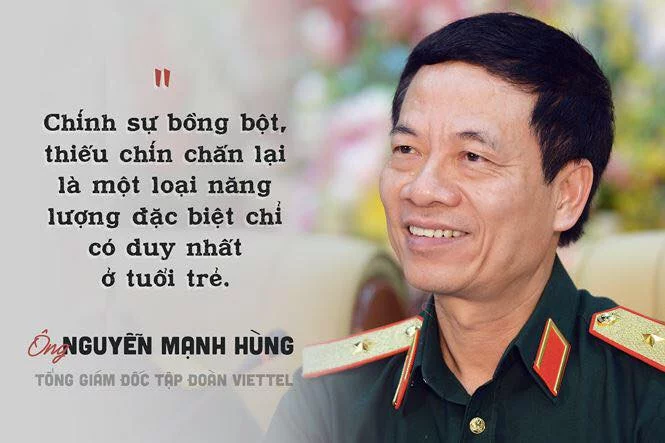 "
Chính sự bồng bột,
thiếu chín chắn lại
là một loại năng
lượng đặc biệt chỉ
có duy nhất
ở tuổi trẻ.
Ông NGUYỄN MẠNH HÙNG
TỔNG GIÁM ĐỐC TẬP ĐOÀN VIETTEL